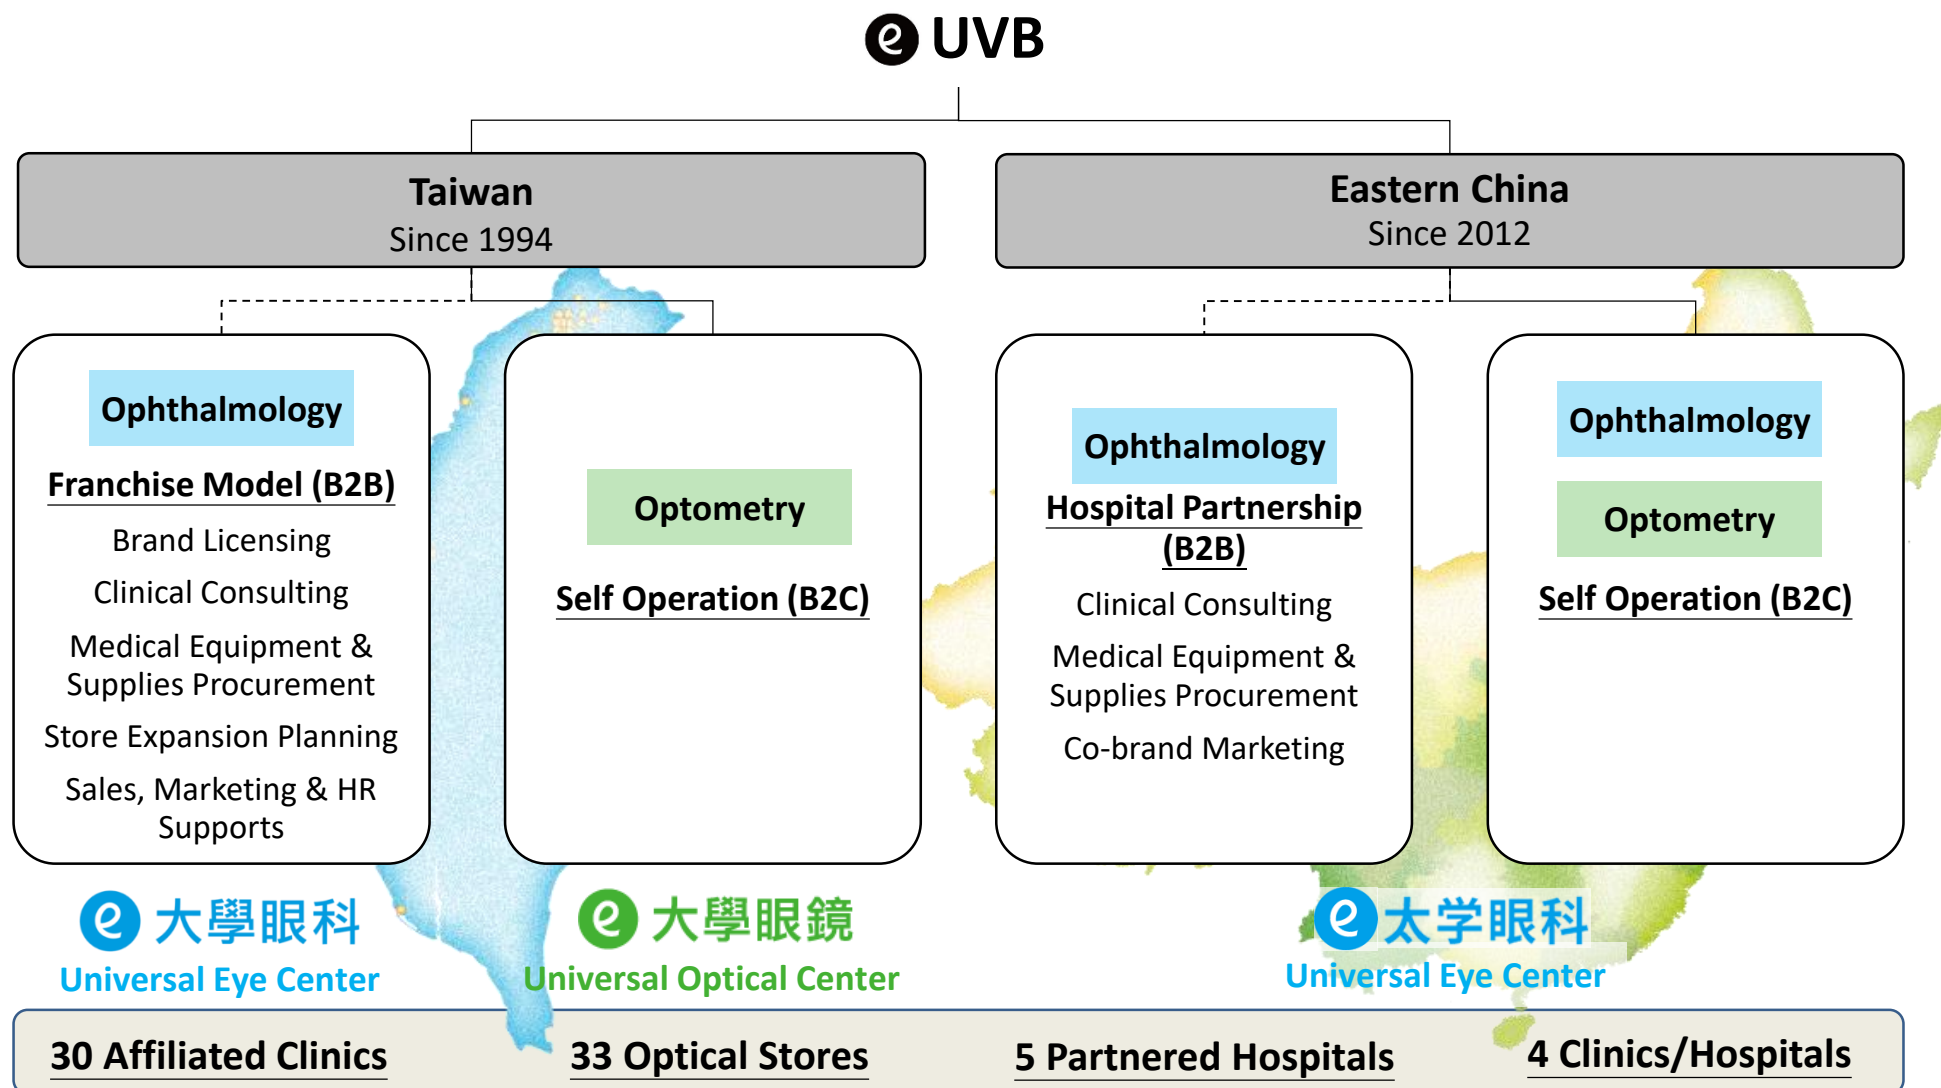 e UVB
Taiwan
Since 1994
Eastern China
Since 2012
Ophthalmology
Franchise Model (B2B)
Brand Licensing
Clinical Consulting
Medical Equipment &
Supplies Procurement
Store Expansion Planning
Sales, Marketing & HR
Supports
Optometry
Self Operation (B2C)
Ophthalmology
Hospital Partnership
(B2B)
Clinical Consulting
Medical Equipment &
Supplies Procurement
Co-brand Marketing
Ophthalmology
Optometry
Self Operation (B2C)
e 大學眼科
Universal Eye Center
e 大學眼鏡
Universal Optical Center
e 太学眼科
Universal Eye Center
30 Affiliated Clinics
33 Optical Stores
5 Partnered Hospitals
4 Clinics/Hospitals